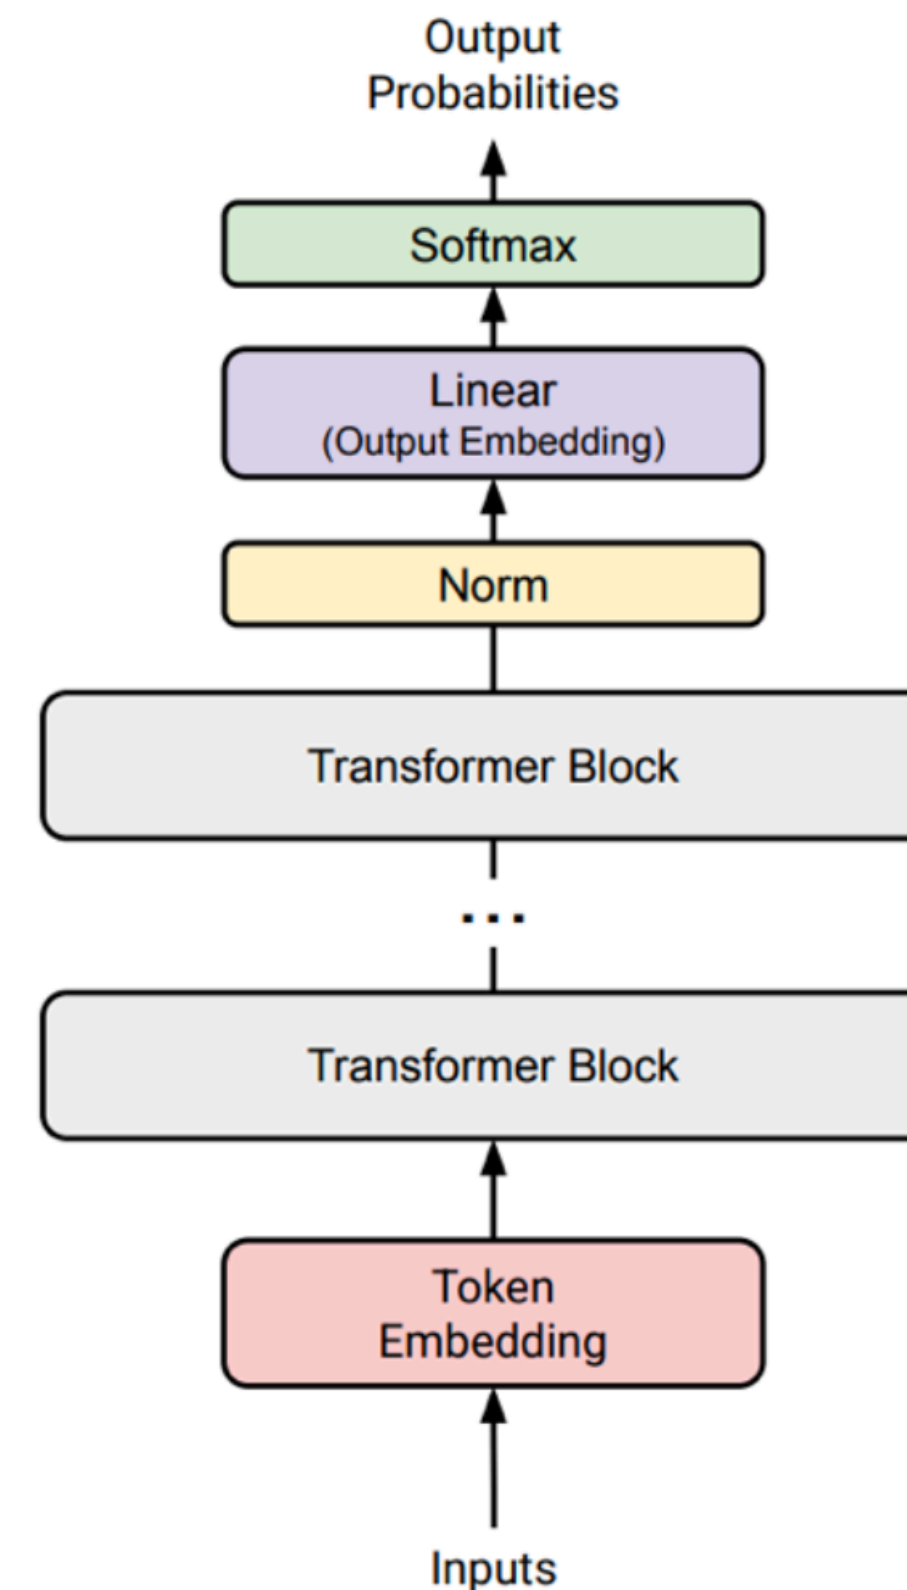 Output
Probabilities
Softmax
Linear
(Output Embedding)
Norm
Transformer Block
...
Transformer Block
Token
Embedding
Inputs